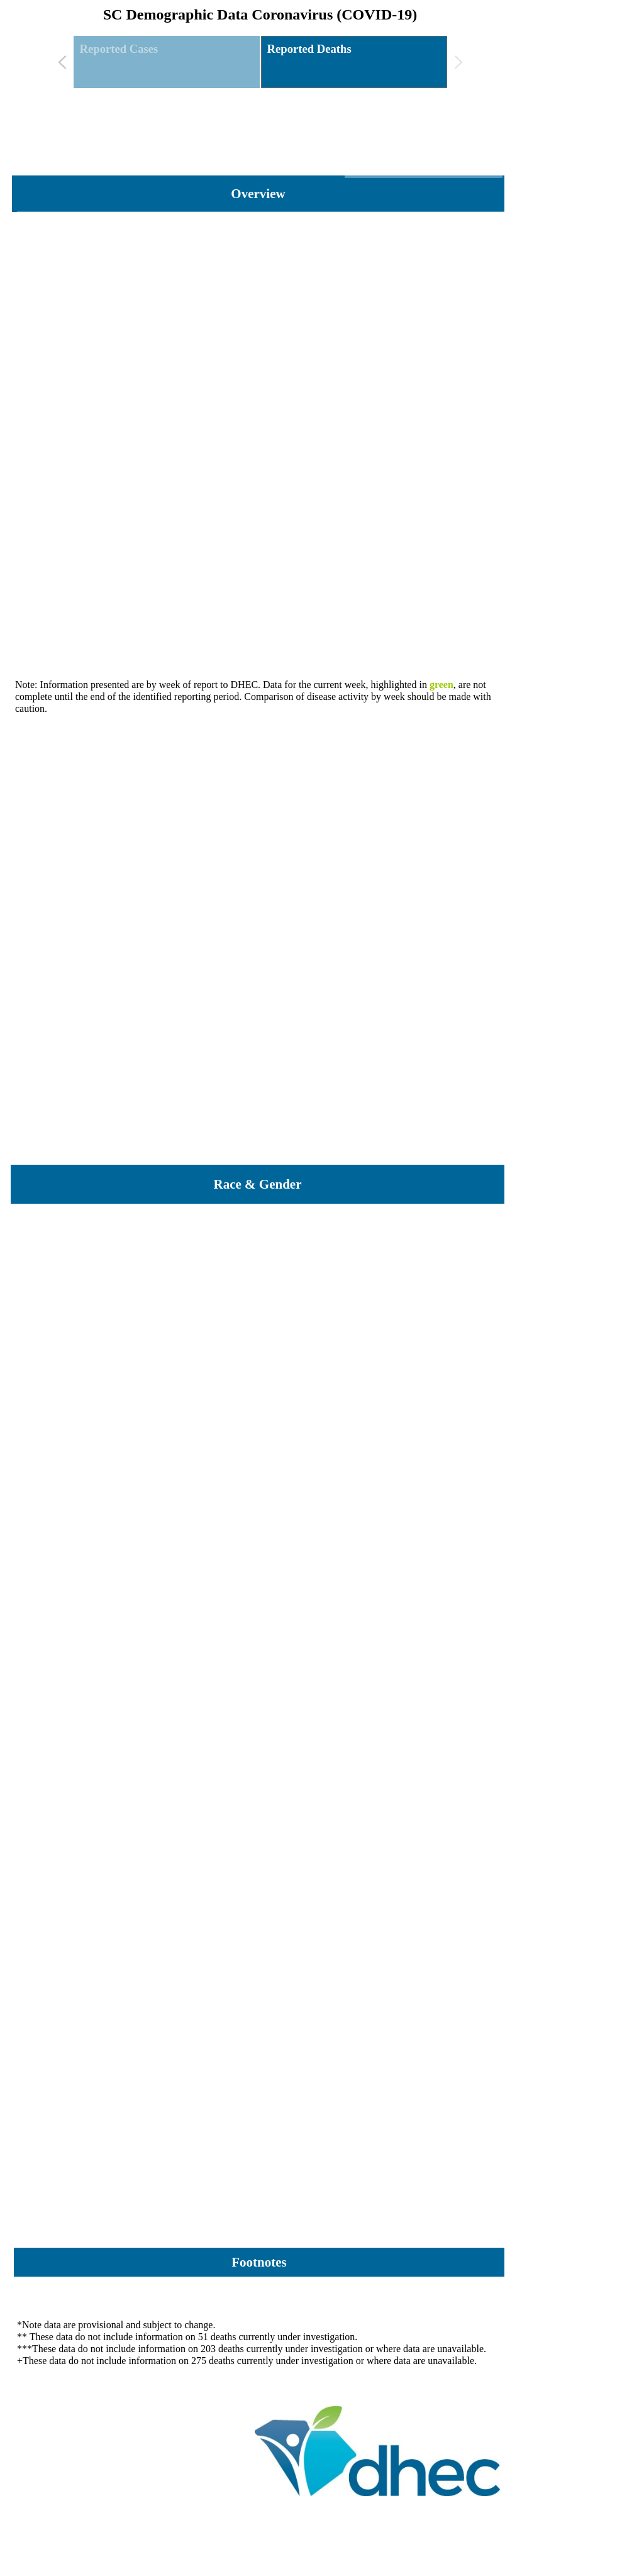 SC Demographic Data Coronavirus (COVID-19)
Reported Cases
Reported Deaths
Overview
Note: Information presented are by week of report to DHEC. Data for the current week, highlighted in green, are not
complete until the end of the identified reporting period. Comparison of disease activity by week should be made with
caution.
Race & Gender
Footnotes
*Note data are provisional and subject to change.
** These data do not include information on 51 deaths currently under investigation.
***These data do not include information on 203 deaths currently under investigation or where data are unavailable.
+These data do not include information on 275 deaths currently under investigation or where data are unavailable.
dhec